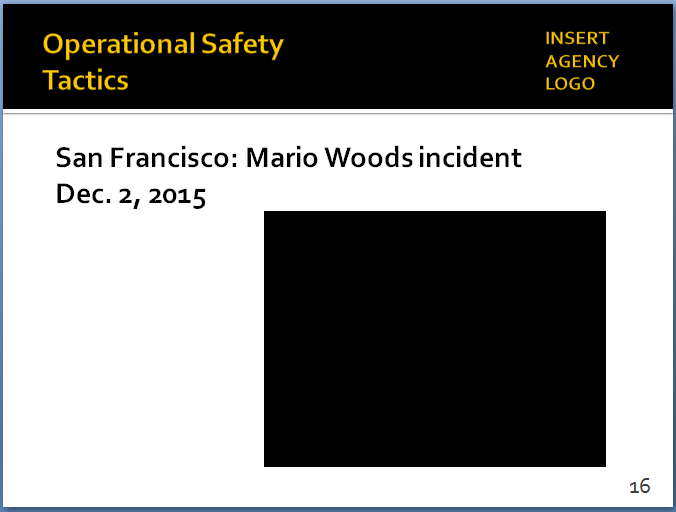 Operational Safety
Tactics
INSERT
AGENCY
LOGO
San Francisco: Mario Woods incident
Dec. 2, 2015
16